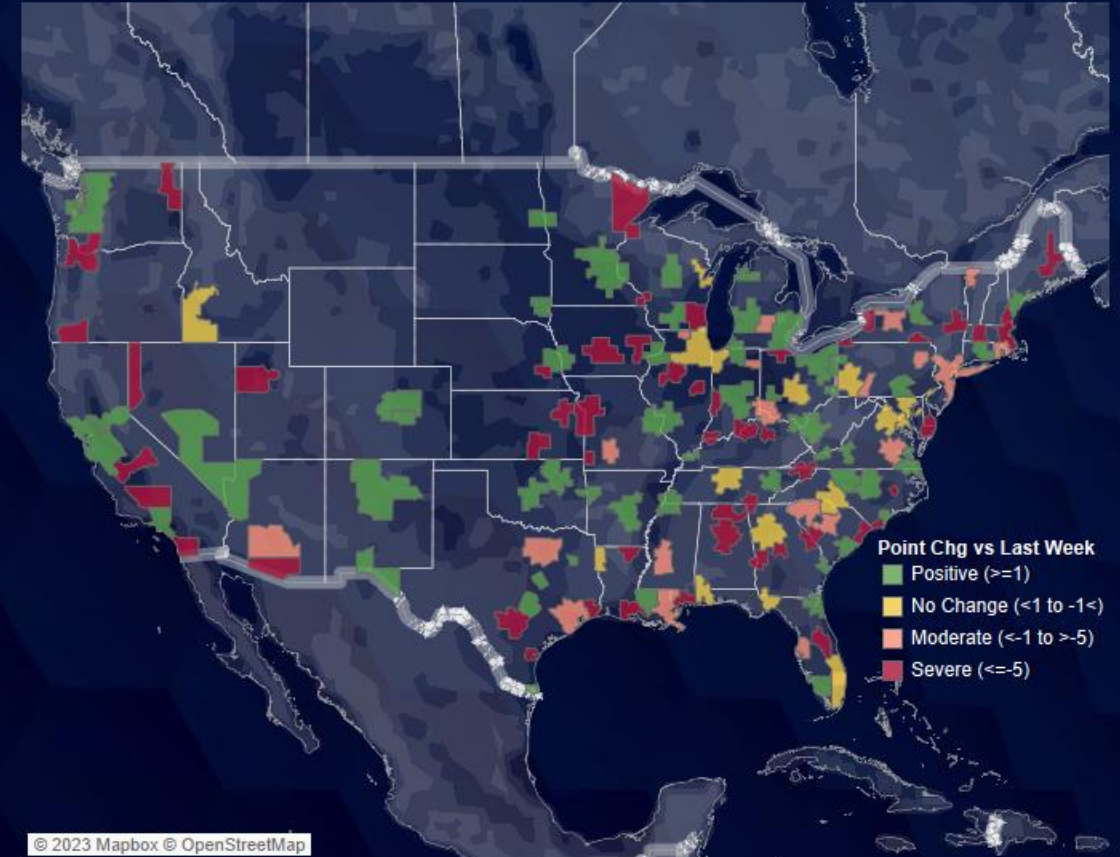 Point Chg vs Last Week
Positive (>=1)
No Change (<1 to -1<)
Moderate (<-1 to >-5)
Severe (<=-5)
© 2023 Mapbox © OpenStreetMap